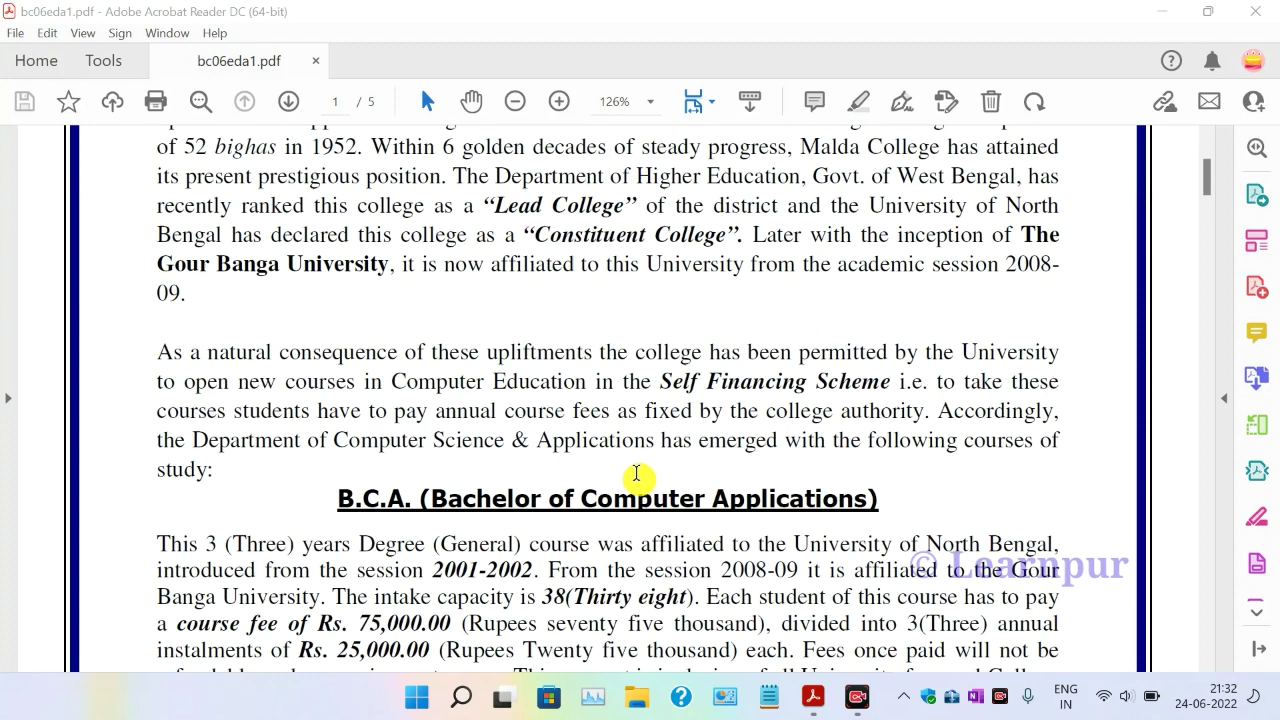 bc06eda1.pdf - Adobe Acrobat Reader DC (64-bit)
File Edit View Sign Window Help
Home Tools bc06eda1.pdf ×
1 / 5 126%
of 52 bighas in 1952. Within 6 golden decades of steady progress, Malda College has attained
its present prestigious position. The Department of Higher Education, Govt. of West Bengal, has
recently ranked this college as a “Lead College” of the district and the University of North
Bengal has declared this college as a “Constituent College”. Later with the inception of The
Gour Banga University, it is now affiliated to this University from the academic session 2008-
09.
As a natural consequence of these upliftments the college has been permitted by the University
to open new courses in Computer Education in the Self Financing Scheme i.e. to take these
courses students have to pay annual course fees as fixed by the college authority. Accordingly,
the Department of Computer Science & Applications has emerged with the following courses of
study:
B.C.A. (Bachelor of Computer Applications)
This 3 (Three) years Degree (General) course was affiliated to the University of North Bengal,
introduced from the session 2001-2002. From the session 2008-09 it is affiliated to the Gour
© Learnpur
Banga University. The intake capacity is 38(Thirty eight). Each student of this course has to pay
a course fee of Rs. 75,000.00 (Rupees seventy five thousand), divided into 3(Three) annual
instalments of Rs. 25,000.00 (Rupees Twenty five thousand) each. Fees once paid will not be
ENG
IN
21:32
24-06-2022